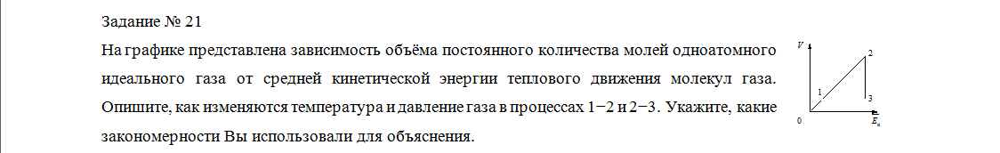 Задание № 21
На графике представлена зависимость объёма постоянного количества молей одноатомного
идеального газа от средней кинетической энергии теплового движения молекул газа.
Опишите, как изменяются температура и давление газа в процессах 1−2 и 2−3. Укажите, какие
закономерности Вы использовали для объяснения.
V
2
1
3
0
Eк